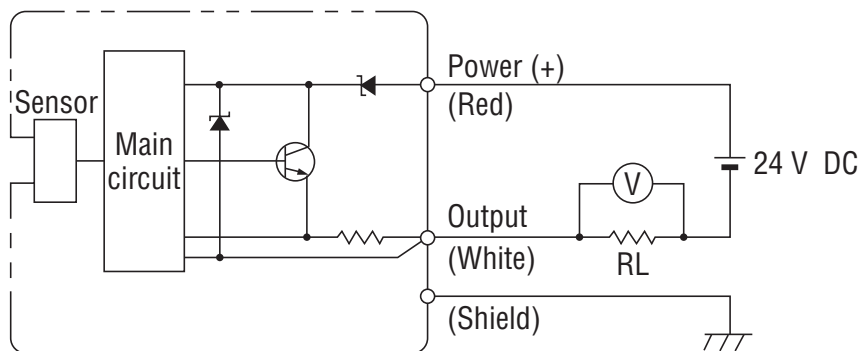 Sensor
Main
circuit
Power (+)
(Red)
24 V DC
V
Output
(White)
RL
(Shield)